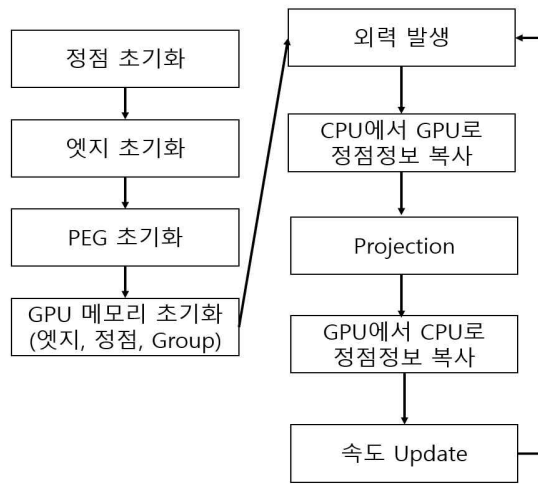 정점 초기화
엣지 초기화
PEG 초기화
GPU 메모리 초기화
(엣지, 정점, Group)
외력 발생
CPU에서 GPU로
정점정보 복사
Projection
GPU에서 CPU로
정점정보 복사
속도 Update